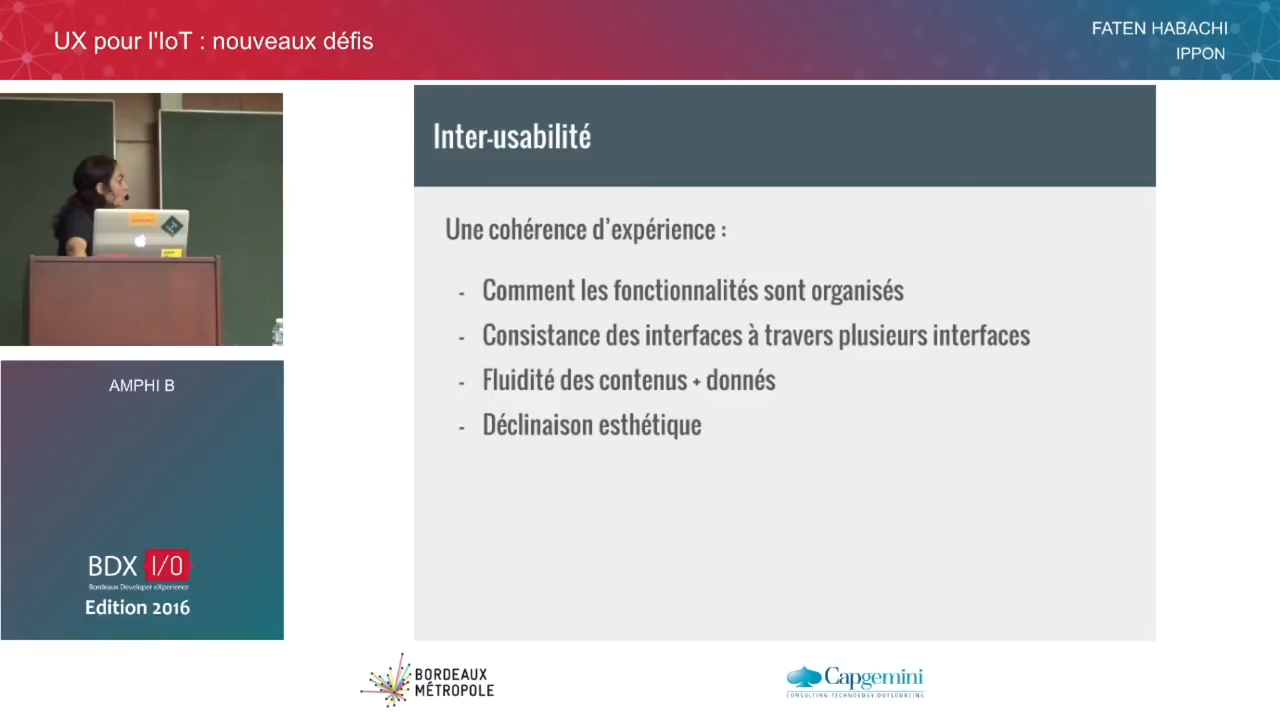 UX pour l'IoT : nouveaux défis
FATEN HABACHI
IPPON
Inter-usabilité
Une cohérence d'expérience :
- Comment les fonctionnalités sont organisés
- Consistance des interfaces à travers plusieurs interfaces
- Fluidité des contenus + donnés
- Déclinaison esthétique
AMPHI B
BDX I/O
Bordeaux Developer eXperience
Edition 2016
BORDEAUX
MÉTROPOLE
Capgemini
CONSULTING.TECHNOLOGY.OUTSOURCING